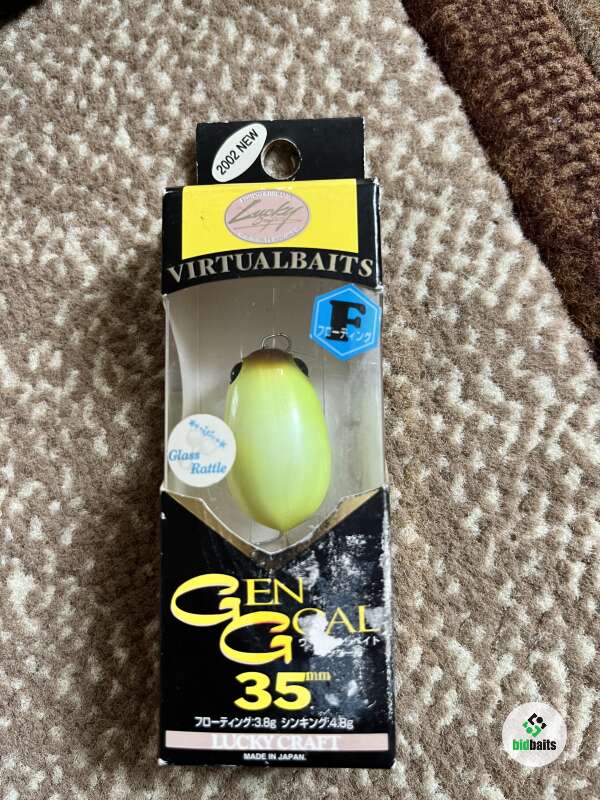 2002 NEW
Lucky
VIRTUALBAITS
F
フローティング
Glass
Rattle
GEN
GOAL
35mm
フローティング:3.8g シンキング:4.8g
LUCKY CRAFT
MADE IN JAPAN.
bidbaits